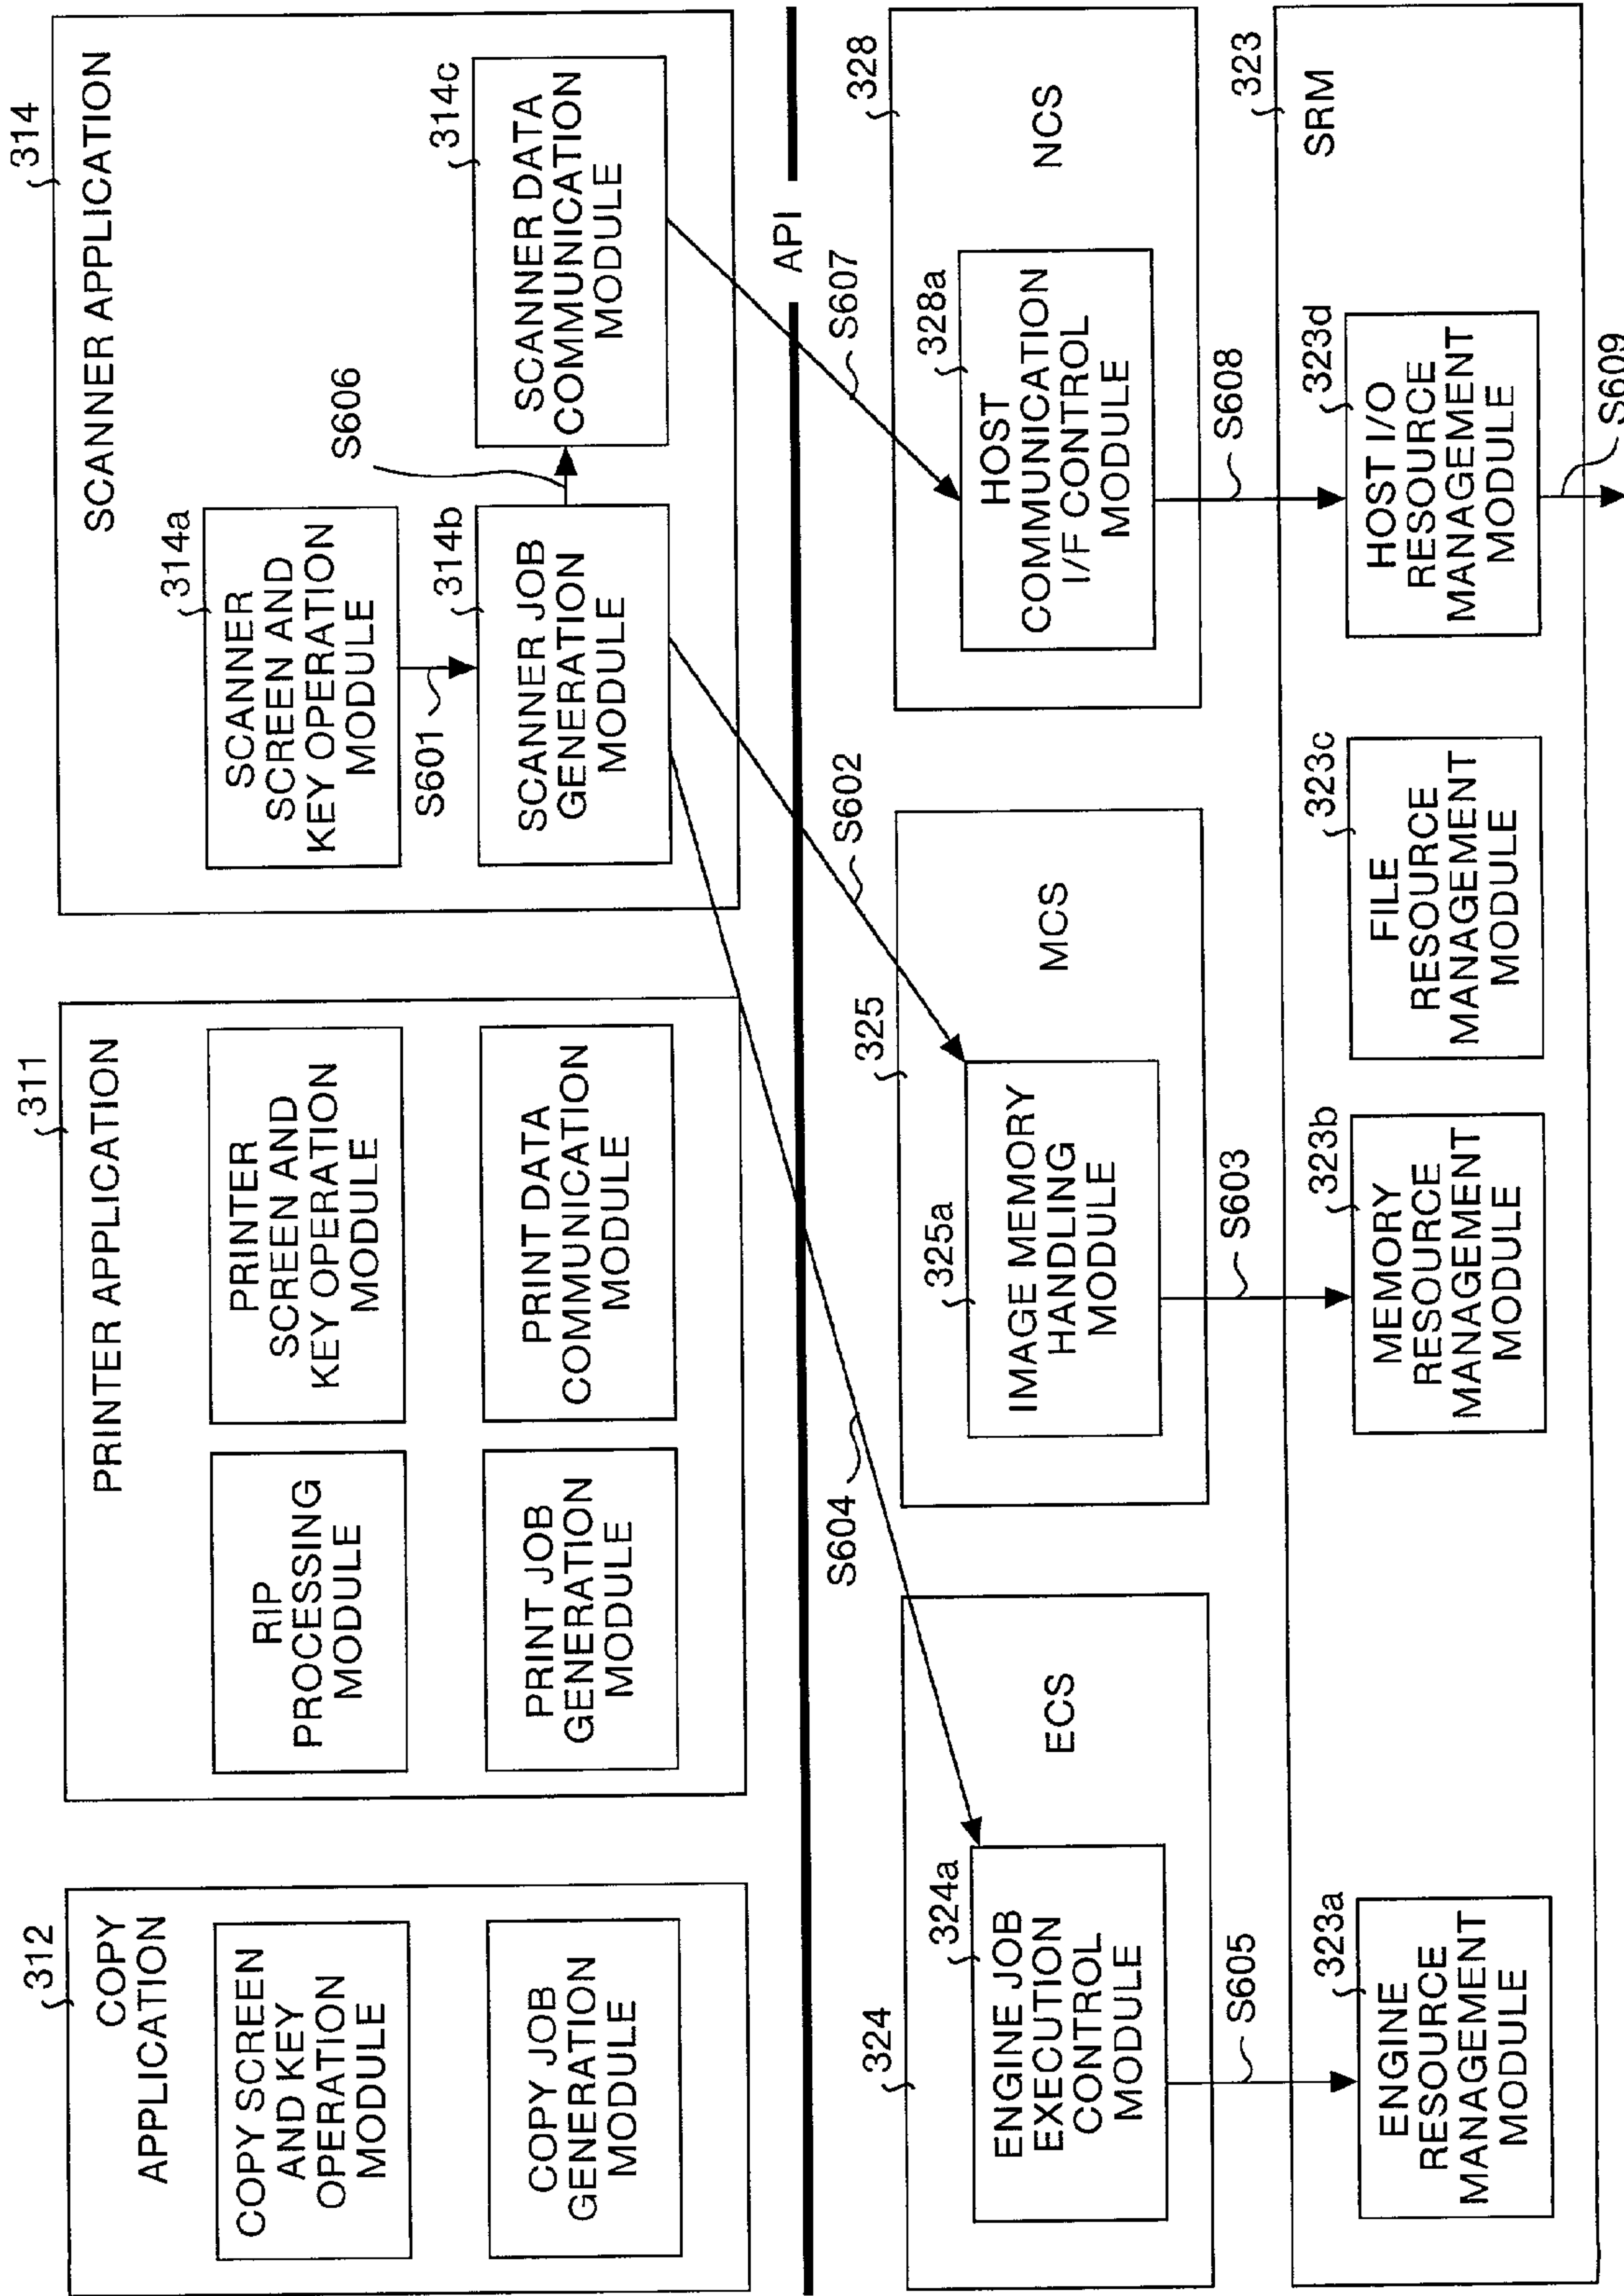 312
COPY
APPLICATION
COPY SCREEN
AND KEY
OPERATION
MODULE
COPY JOB
GENERATION
MODULE
311
PRINTER APPLICATION
RIP
PROCESSING
MODULE
PRINTER
SCREEN AND
KEY OPERATION
MODULE
PRINT JOB
GENERATION
MODULE
PRINT DATA
COMMUNICATION
MODULE
314
SCANNER APPLICATION
314a
SCANNER
SCREEN AND
KEY OPERATION
MODULE
S601
S606
314b
SCANNER JOB
GENERATION
MODULE
314c
SCANNER DATA
COMMUNICATION
MODULE
API
S604
S602
S607
324
ECS
324a
ENGINE JOB
EXECUTION
CONTROL
MODULE
S605
325
MCS
325a
IMAGE MEMORY
HANDLING
MODULE
S603
328
NCS
328a
HOST
COMMUNICATION
I/F CONTROL
MODULE
S608
323
SRM
323a
ENGINE
RESOURCE
MANAGEMENT
MODULE
323b
MEMORY
RESOURCE
MANAGEMENT
MODULE
323c
FILE
RESOURCE
MANAGEMENT
MODULE
323d
HOST I/O
RESOURCE
MANAGEMENT
MODULE
S609